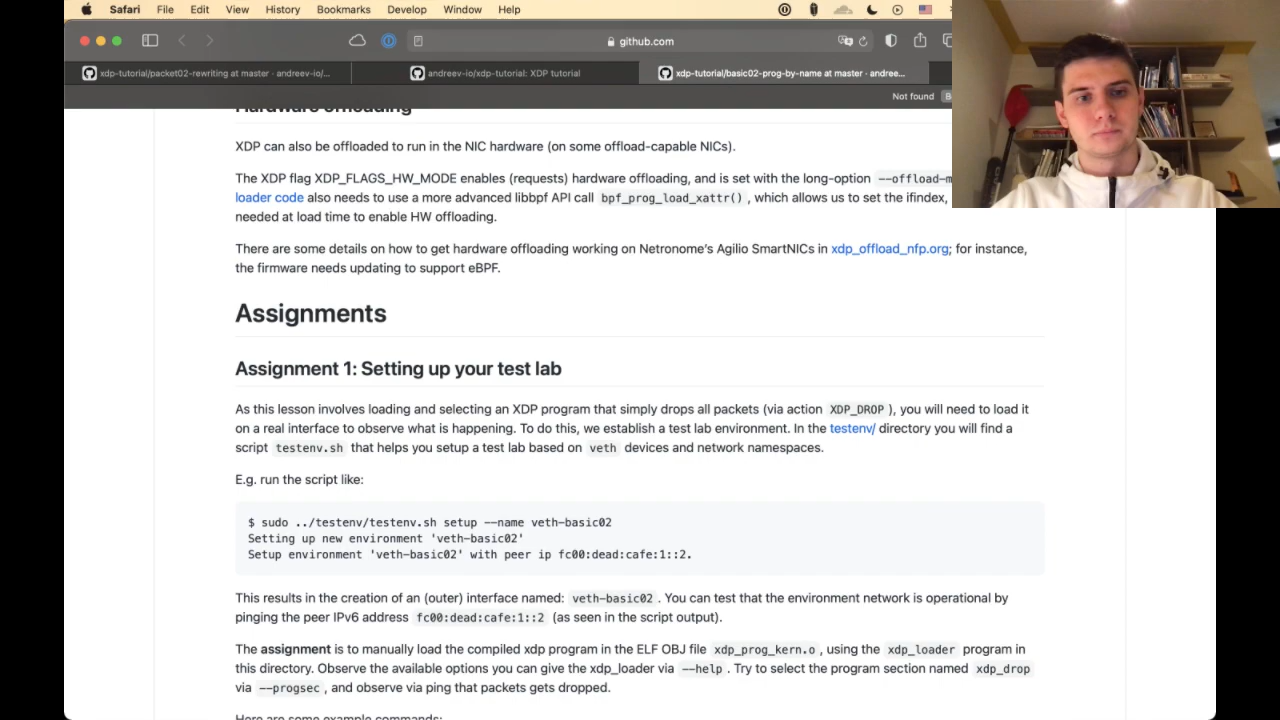 Safari File Edit View History Bookmarks Develop Window Help
github.com
xdp-tutorial/packet02-rewriting at master · andreev-io/...
andreev-io/xdp-tutorial: XDP tutorial
xdp-tutorial/basic02-prog-by-name at master · andree...
Not found
Hardware offloading
XDP can also be offloaded to run in the NIC hardware (on some offload-capable NICs).
The XDP flag XDP_FLAGS_HW_MODE enables (requests) hardware offloading, and is set with the long-option --offload-m
loader code also needs to use a more advanced libbpf API call bpf_prog_load_xattr() , which allows us to set the ifindex,
needed at load time to enable HW offloading.
There are some details on how to get hardware offloading working on Netronome's Agilio SmartNICs in xdp_offload_nfp.org; for instance,
the firmware needs updating to support eBPF.
Assignments
Assignment 1: Setting up your test lab
As this lesson involves loading and selecting an XDP program that simply drops all packets (via action XDP_DROP ), you will need to load it
on a real interface to observe what is happening. To do this, we establish a test lab environment. In the testenv/ directory you will find a
script testenv.sh that helps you setup a test lab based on veth devices and network namespaces.
E.g. run the script like:
$ sudo ../testenv/testenv.sh setup --name veth-basic02
Setting up new environment 'veth-basic02'
Setup environment 'veth-basic02' with peer ip fc00:dead:cafe:1::2.
This results in the creation of an (outer) interface named: veth-basic02 . You can test that the environment network is operational by
pinging the peer IPv6 address fc00:dead:cafe:1::2 (as seen in the script output).
The assignment is to manually load the compiled xdp program in the ELF OBJ file xdp_prog_kern.o , using the xdp_loader program in
this directory. Observe the available options you can give the xdp_loader via --help . Try to select the program section named xdp_drop
via --progsec , and observe via ping that packets gets dropped.
Here are some example commands: